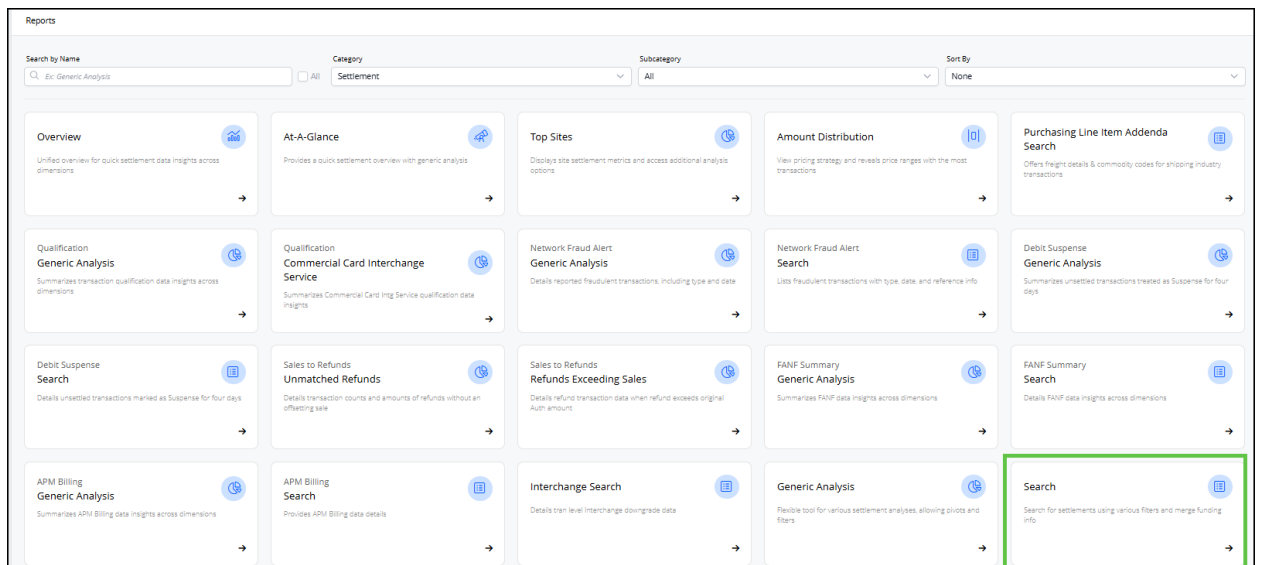 Reports
Search by Name
Category
Subcategory
Sort By
Ex: Generic Analysis
All
Settlement
All
None
Overview
Unified overview for quick settlement data insights across
dimensions
At-A-Glance
Provides a quick settlement overview with generic analysis
Top Sites
Displays site settlement metrics and access additional analysis
options
Amount Distribution
View pricing strategy and reveals price ranges with the most
transactions
Purchasing Line Item Addenda
Search
Offers freight details & commodity codes for shipping industry
transactions
Qualification
Generic Analysis
Summarizes transaction qualification data insights across
dimensions
Qualification
Commercial Card Interchange
Service
Summarizes Commercial Card Intg Service qualification data
insights
Network Fraud Alert
Generic Analysis
Details reported fraudulent transactions, including type and date
Network Fraud Alert
Search
Lists fraudulent transactions with type, date, and reference info
Debit Suspense
Generic Analysis
Summarizes unsettled transactions treated as Suspense for four
days
Debit Suspense
Search
Details unsettled transactions marked as Suspense for four days
Sales to Refunds
Unmatched Refunds
Details transaction counts and amounts of refunds without an
offsetting sale
Sales to Refunds
Refunds Exceeding Sales
Details refund transaction data when refund exceeds original
Auth amount
FANF Summary
Generic Analysis
Summarizes FANF data insights across dimensions
FANF Summary
Search
Details FANF data insights across dimensions
APM Billing
Generic Analysis
Summarizes APM Billing data insights across dimensions
APM Billing
Search
Provides APM Billing data details
Interchange Search
Details tran level Interchange downgrade data
Generic Analysis
Flexible tool for various settlement analyses, allowing pivots and
filters
Search
Search for settlements using various filters and merge funding
info